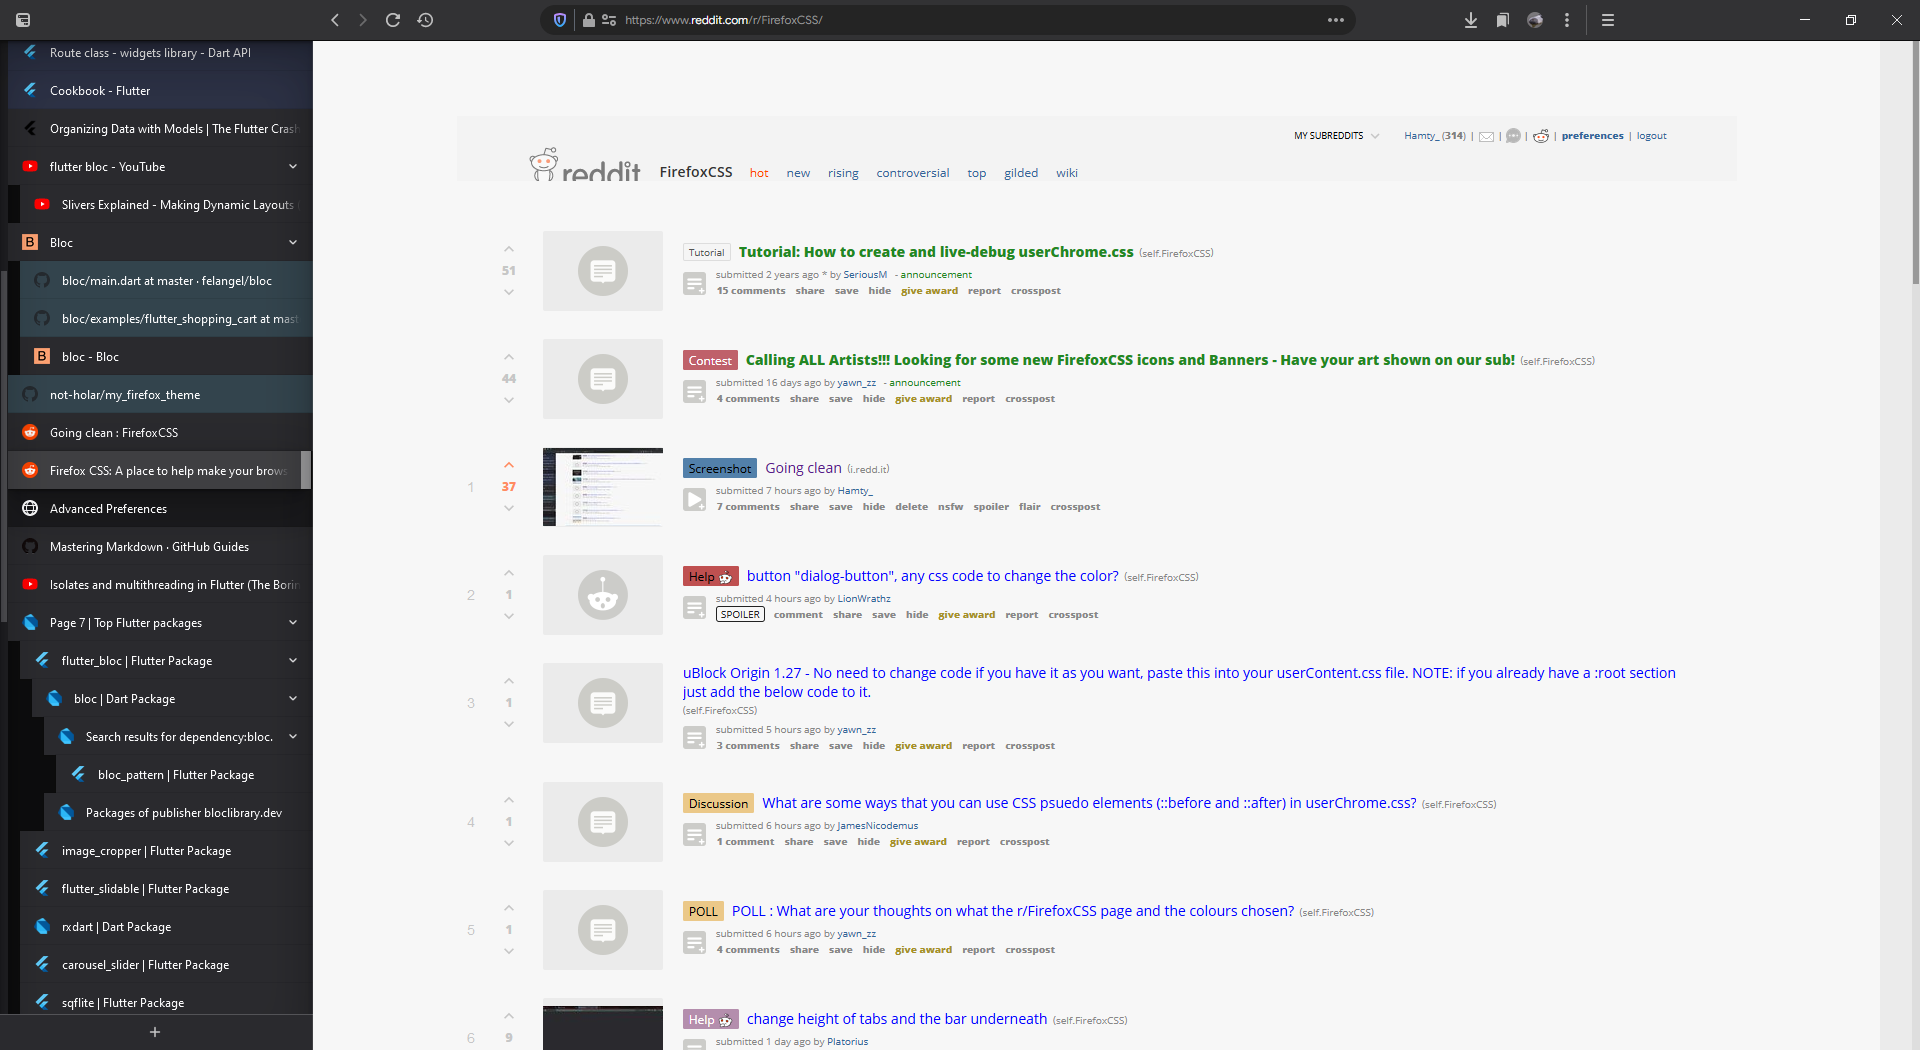 https://www.reddit.com/r/FirefoxCSS/
Route class - widgets library - Dart API
Cookbook - Flutter
Organizing Data with Models | The Flutter Crash
flutter bloc - YouTube
Slivers Explained - Making Dynamic Layouts
Bloc
bloc/main.dart at master · felangel/bloc
bloc/examples/flutter_shopping_cart at mast
bloc - Bloc
not-holar/my_firefox_theme
Going clean : FirefoxCSS
Firefox CSS: A place to help make your brows
Advanced Preferences
Mastering Markdown · GitHub Guides
Isolates and multithreading in Flutter (The Borin
Page 7 | Top Flutter packages
flutter_bloc | Flutter Package
bloc | Dart Package
Search results for dependency:bloc.
bloc_pattern | Flutter Package
Packages of publisher bloclibrary.dev
image_cropper | Flutter Package
flutter_slidable | Flutter Package
rxdart | Dart Package
carousel_slider | Flutter Package
sqflite | Flutter Package
+
MY SUBREDDITS Hamty_ (314) | | | | preferences | logout
reddit FirefoxCSS hot new rising controversial top gilded wiki
Tutorial Tutorial: How to create and live-debug userChrome.css (self.FirefoxCSS)
51
submitted 2 years ago * by SeriousM - announcement
15 comments share save hide give award report crosspost
Contest Calling ALL Artists!!! Looking for some new FirefoxCSS icons and Banners - Have your art shown on our sub! (self.FirefoxCSS)
44
submitted 16 days ago by yawn_zz - announcement
4 comments share save hide give award report crosspost
Screenshot Going clean (i.redd.it)
1 37
submitted 7 hours ago by Hamty_
7 comments share save hide delete nsfw spoiler flair crosspost
Help button "dialog-button", any css code to change the color? (self.FirefoxCSS)
2 1
submitted 4 hours ago by LionWrathz
SPOILER comment share save hide give award report crosspost
uBlock Origin 1.27 - No need to change code if you have it as you want, paste this into your userContent.css file. NOTE: if you already have a :root section
just add the below code to it.
(self.FirefoxCSS)
3 1
submitted 5 hours ago by yawn_zz
3 comments share save hide give award report crosspost
Discussion What are some ways that you can use CSS psuedo elements (::before and ::after) in userChrome.css? (self.FirefoxCSS)
4 1
submitted 6 hours ago by JamesNicodemus
1 comment share save hide give award report crosspost
POLL POLL : What are your thoughts on what the r/FirefoxCSS page and the colours chosen? (self.FirefoxCSS)
5 1
submitted 6 hours ago by yawn_zz
4 comments share save hide give award report crosspost
Help change height of tabs and the bar underneath (self.FirefoxCSS)
6 9
submitted 1 day ago by Platorius